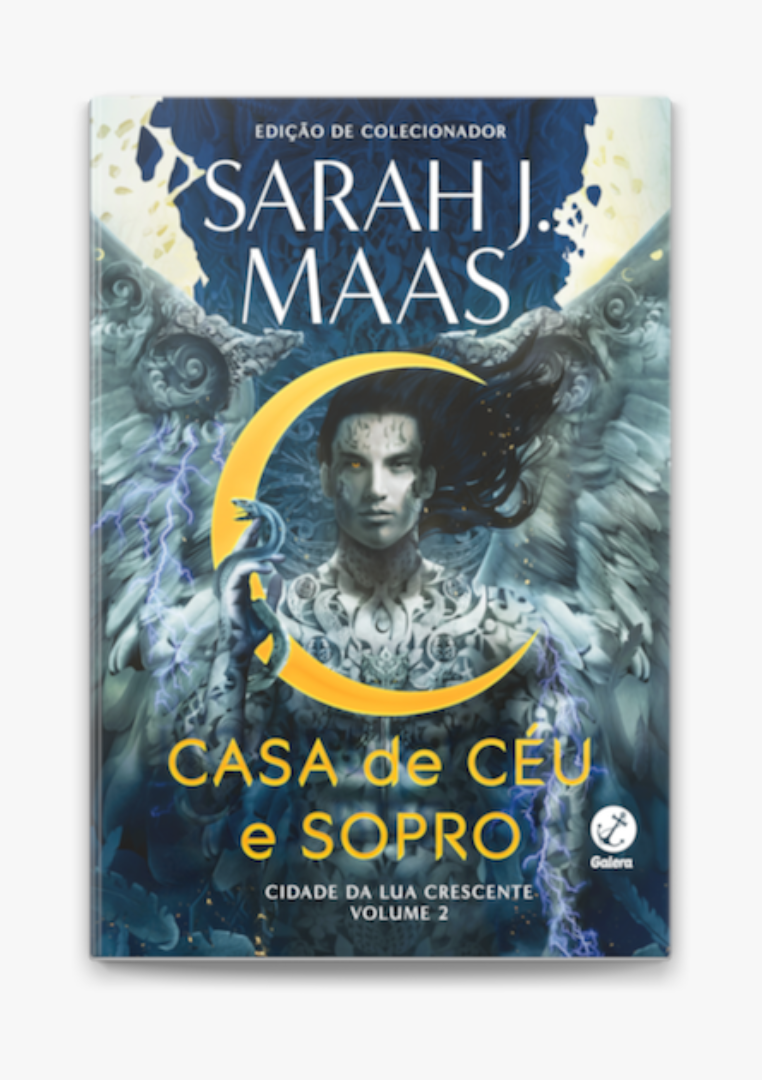 EDIÇÃO DE COLECIONADOR
SARAH J.
MAAS
CASA de CÉU
e SOPRO
Galera
CIDADE DA LUA CRESCENTE
VOLUME 2